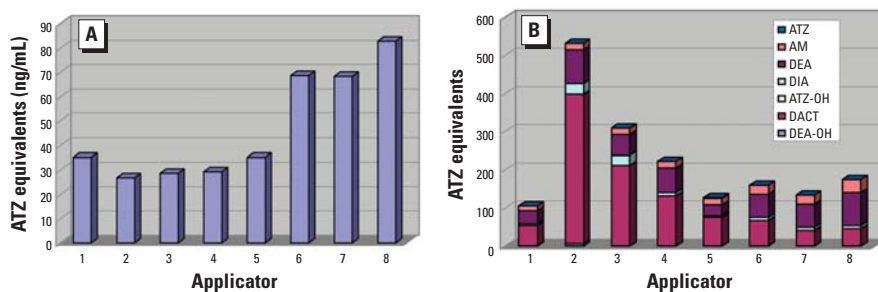 A
ATZ equivalents (ng/mL)
90
80
70
60
50
40
30
20
10
0
1 2 3 4 5 6 7 8
Applicator
B
ATZ equivalents
600
500
400
300
200
100
0
1 2 3 4 5 6 7 8
Applicator
ATZ
AM
DEA
DIA
ATZ-OH
DACT
DEA-OH